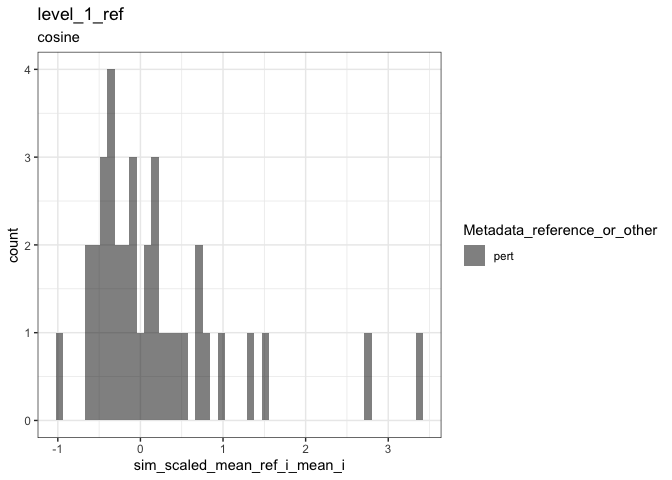 level_1_ref
cosine
4
3
2
1
0
count
-1
0
1
2
3
sim_scaled_mean_ref_i_mean_i
Metadata_reference_or_other
pert